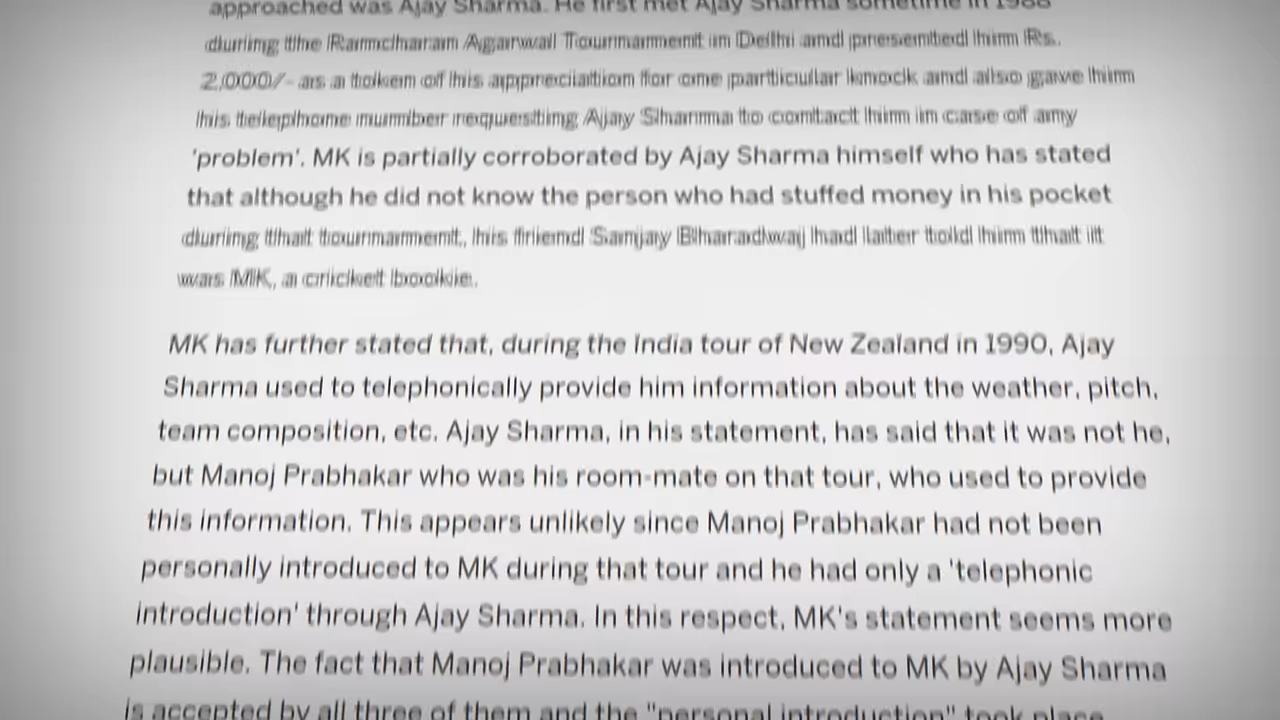 approached was Ajay Sharma. He first met Ajay Sharma sometime in 1988
during the Ramcharam Agarwal Tournament in Delhi and presented him Rs.
2,000/- as a token of his appreciation for one particular knock and also gave him
his telephone number requesting Ajay Sharma to contact him in case of any
'problem'. MK is partially corroborated by Ajay Sharma himself who has stated
that although he did not know the person who had stuffed money in his pocket
during that tournament, his friend Sanjay Bharadwaj had later told him that it
was MK, a cricket bookie.
MK has further stated that, during the India tour of New Zealand in 1990, Ajay
Sharma used to telephonically provide him information about the weather, pitch,
team composition, etc. Ajay Sharma, in his statement, has said that it was not he,
but Manoj Prabhakar who was his room-mate on that tour, who used to provide
this information. This appears unlikely since Manoj Prabhakar had not been
personally introduced to MK during that tour and he had only a 'telephonic
introduction' through Ajay Sharma. In this respect, MK's statement seems more
plausible. The fact that Manoj Prabhakar was introduced to MK by Ajay Sharma
is accepted by all three of them and the "personal introduction" took place